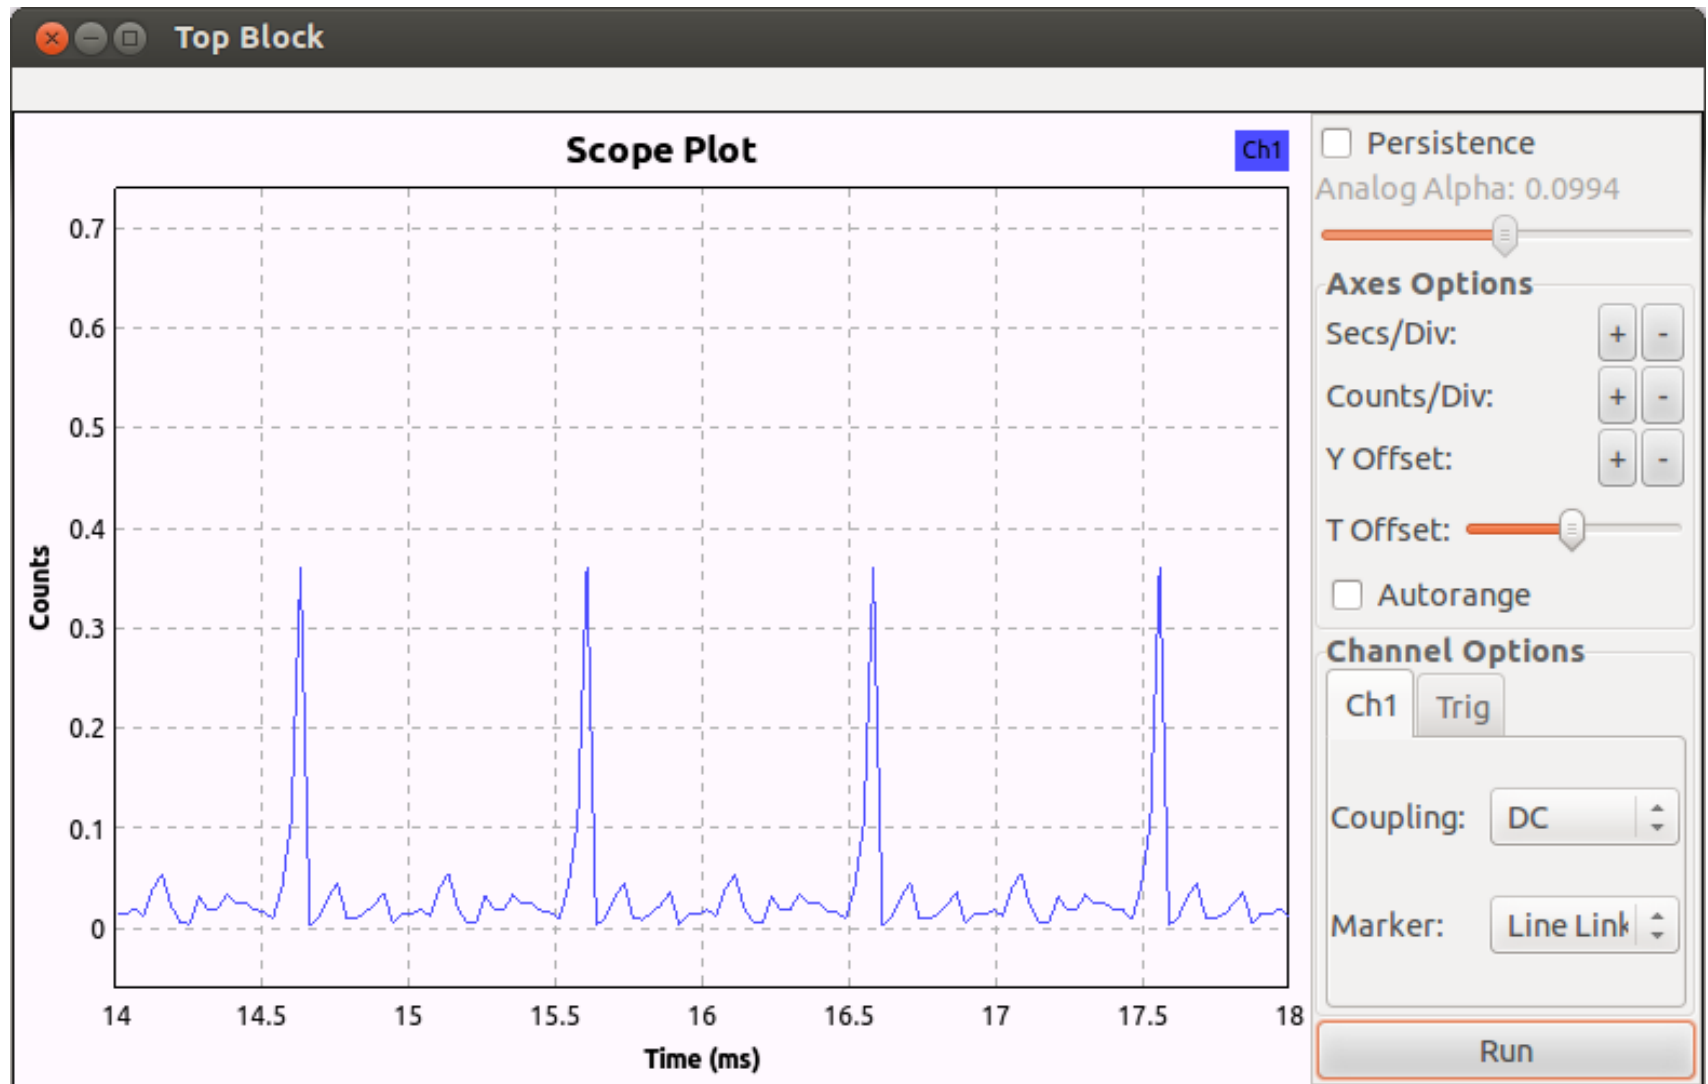 Top Block
Scope Plot
Ch1
0.7
0.6
0.5
0.4
0.3
0.2
0.1
0
Counts
14 14.5 15 15.5 16 16.5 17 17.5 18
Time (ms)
Persistence
Analog Alpha: 0.0994
Axes Options
Secs/Div: + -
Counts/Div: + -
Y Offset: + -
T Offset:
Autorange
Channel Options
Ch1 Trig
Coupling: DC
Marker: Line Link
Run